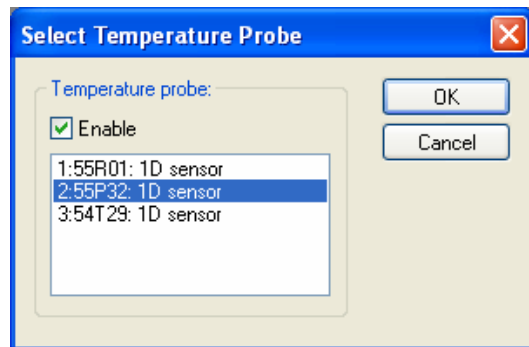 Select Temperature Probe
Temperature probe:
OK
Enable
Cancel
1:55R01: 1D sensor
2:55P32: 1D sensor
3:54T29: 1D sensor